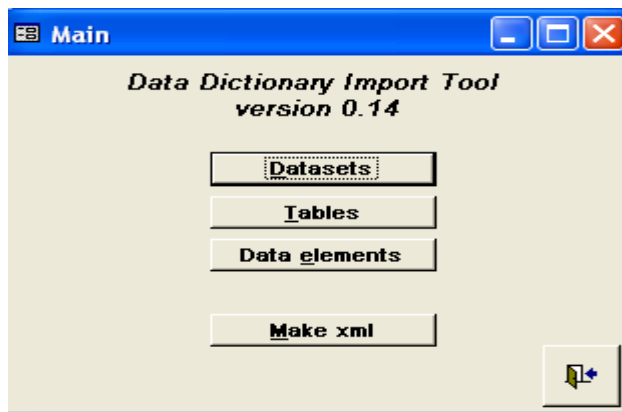 Main
Data Dictionary Import Tool
version 0.14
Datasets
Tables
Data elements
Make xml